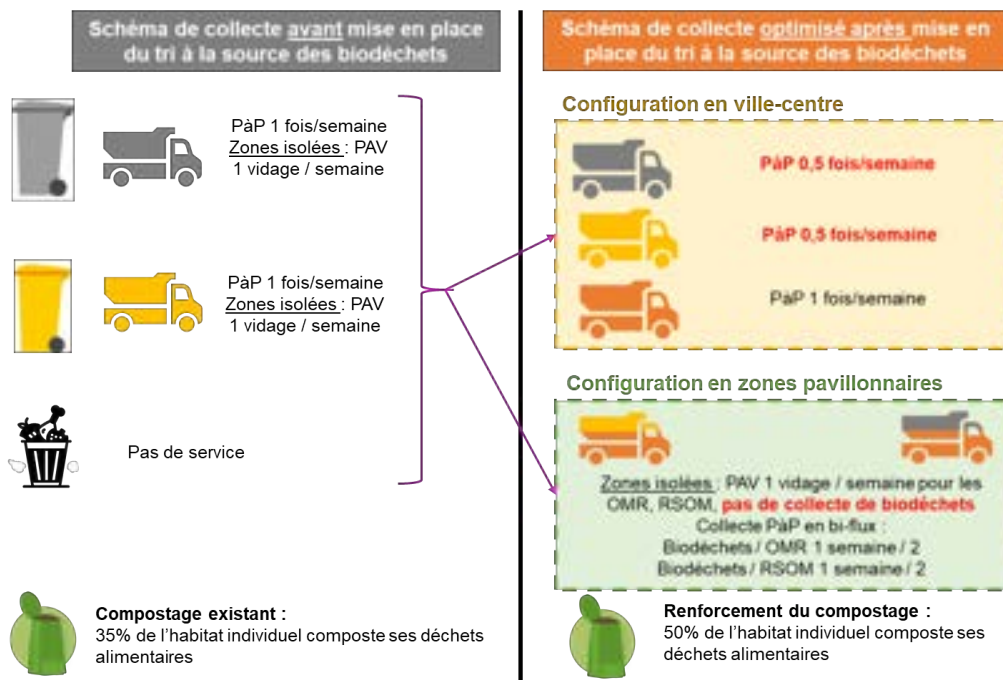 Schéma de collecte avant mise en place
du tri à la source des biodéchets
PàP 1 fois/semaine
Zones isolées : PAV
1 vidage / semaine
PàP 1 fois/semaine
Zones isolées : PAV
1 vidage / semaine
Pas de service
Compostage existant :
35% de l'habitat individuel composte ses déchets
alimentaires
Schéma de collecte optimisé après mise en
place du tri à la source des biodéchets
Configuration en ville-centre
PàP 0,5 fois/semaine
PàP 0,5 fois/semaine
PàP 1 fois/semaine
Configuration en zones pavillonnaires
Zones isolées : PAV 1 vidage / semaine pour les
OMR, RSOM, pas de collecte de biodéchets
Collecte PàP en bi-flux :
Biodéchets / OMR 1 semaine / 2
Biodéchets / RSOM 1 semaine / 2
Renforcement du compostage :
50% de l'habitat individuel composte ses
déchets alimentaires